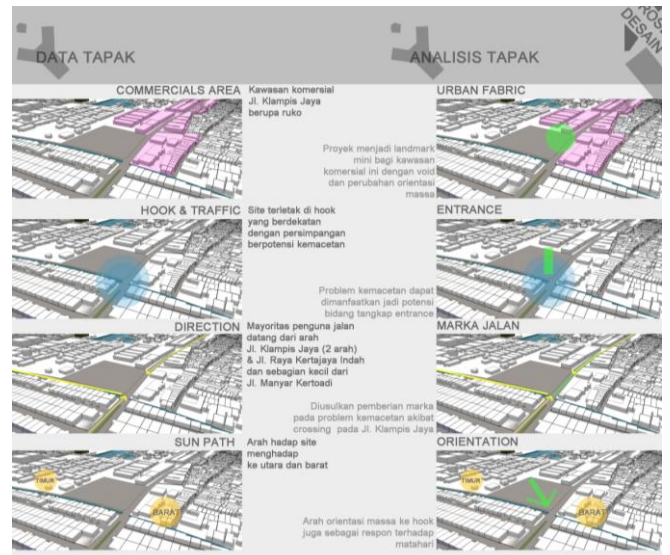 DATA TAPAK
ANALISIS TAPAK
DESAIN
COMMERCIALS AREA
Kawasan komersial
Jl. Klampis Jaya
berupa ruko
URBAN FABRIC
Proyek menjadi landmark
mini bagi kawasan
komersial ini dengan void
dan perubahan orientasi
massa
HOOK & TRAFFIC
Site terletak di hook
yang berdekatan
dengan persimpangan
berpotensi kemacetan
ENTRANCE
Problem kemacetan dapat
dimanfaatkan jadi potensi
bidang tangkap entrance
DIRECTION
Mayoritas penguna jalan
datang dari arah
Jl. Klampis Jaya (2 arah)
& Jl. Raya Kertajaya Indah
dan sebagian kecil dari
Jl. Manyar Kertoadi
MARKA JALAN
Diusulkan pemberian marka
pada problem kemacetan akibat
crossing pada Jl. Klampis Jaya
SUN PATH
Arah hadap site
menghadap
ke utara dan barat
ORIENTATION
TIMUR
BARAT
TIMUR
BARAT
Arah orientasi massa ke hook
juga sebagai respon terhadap
matahari